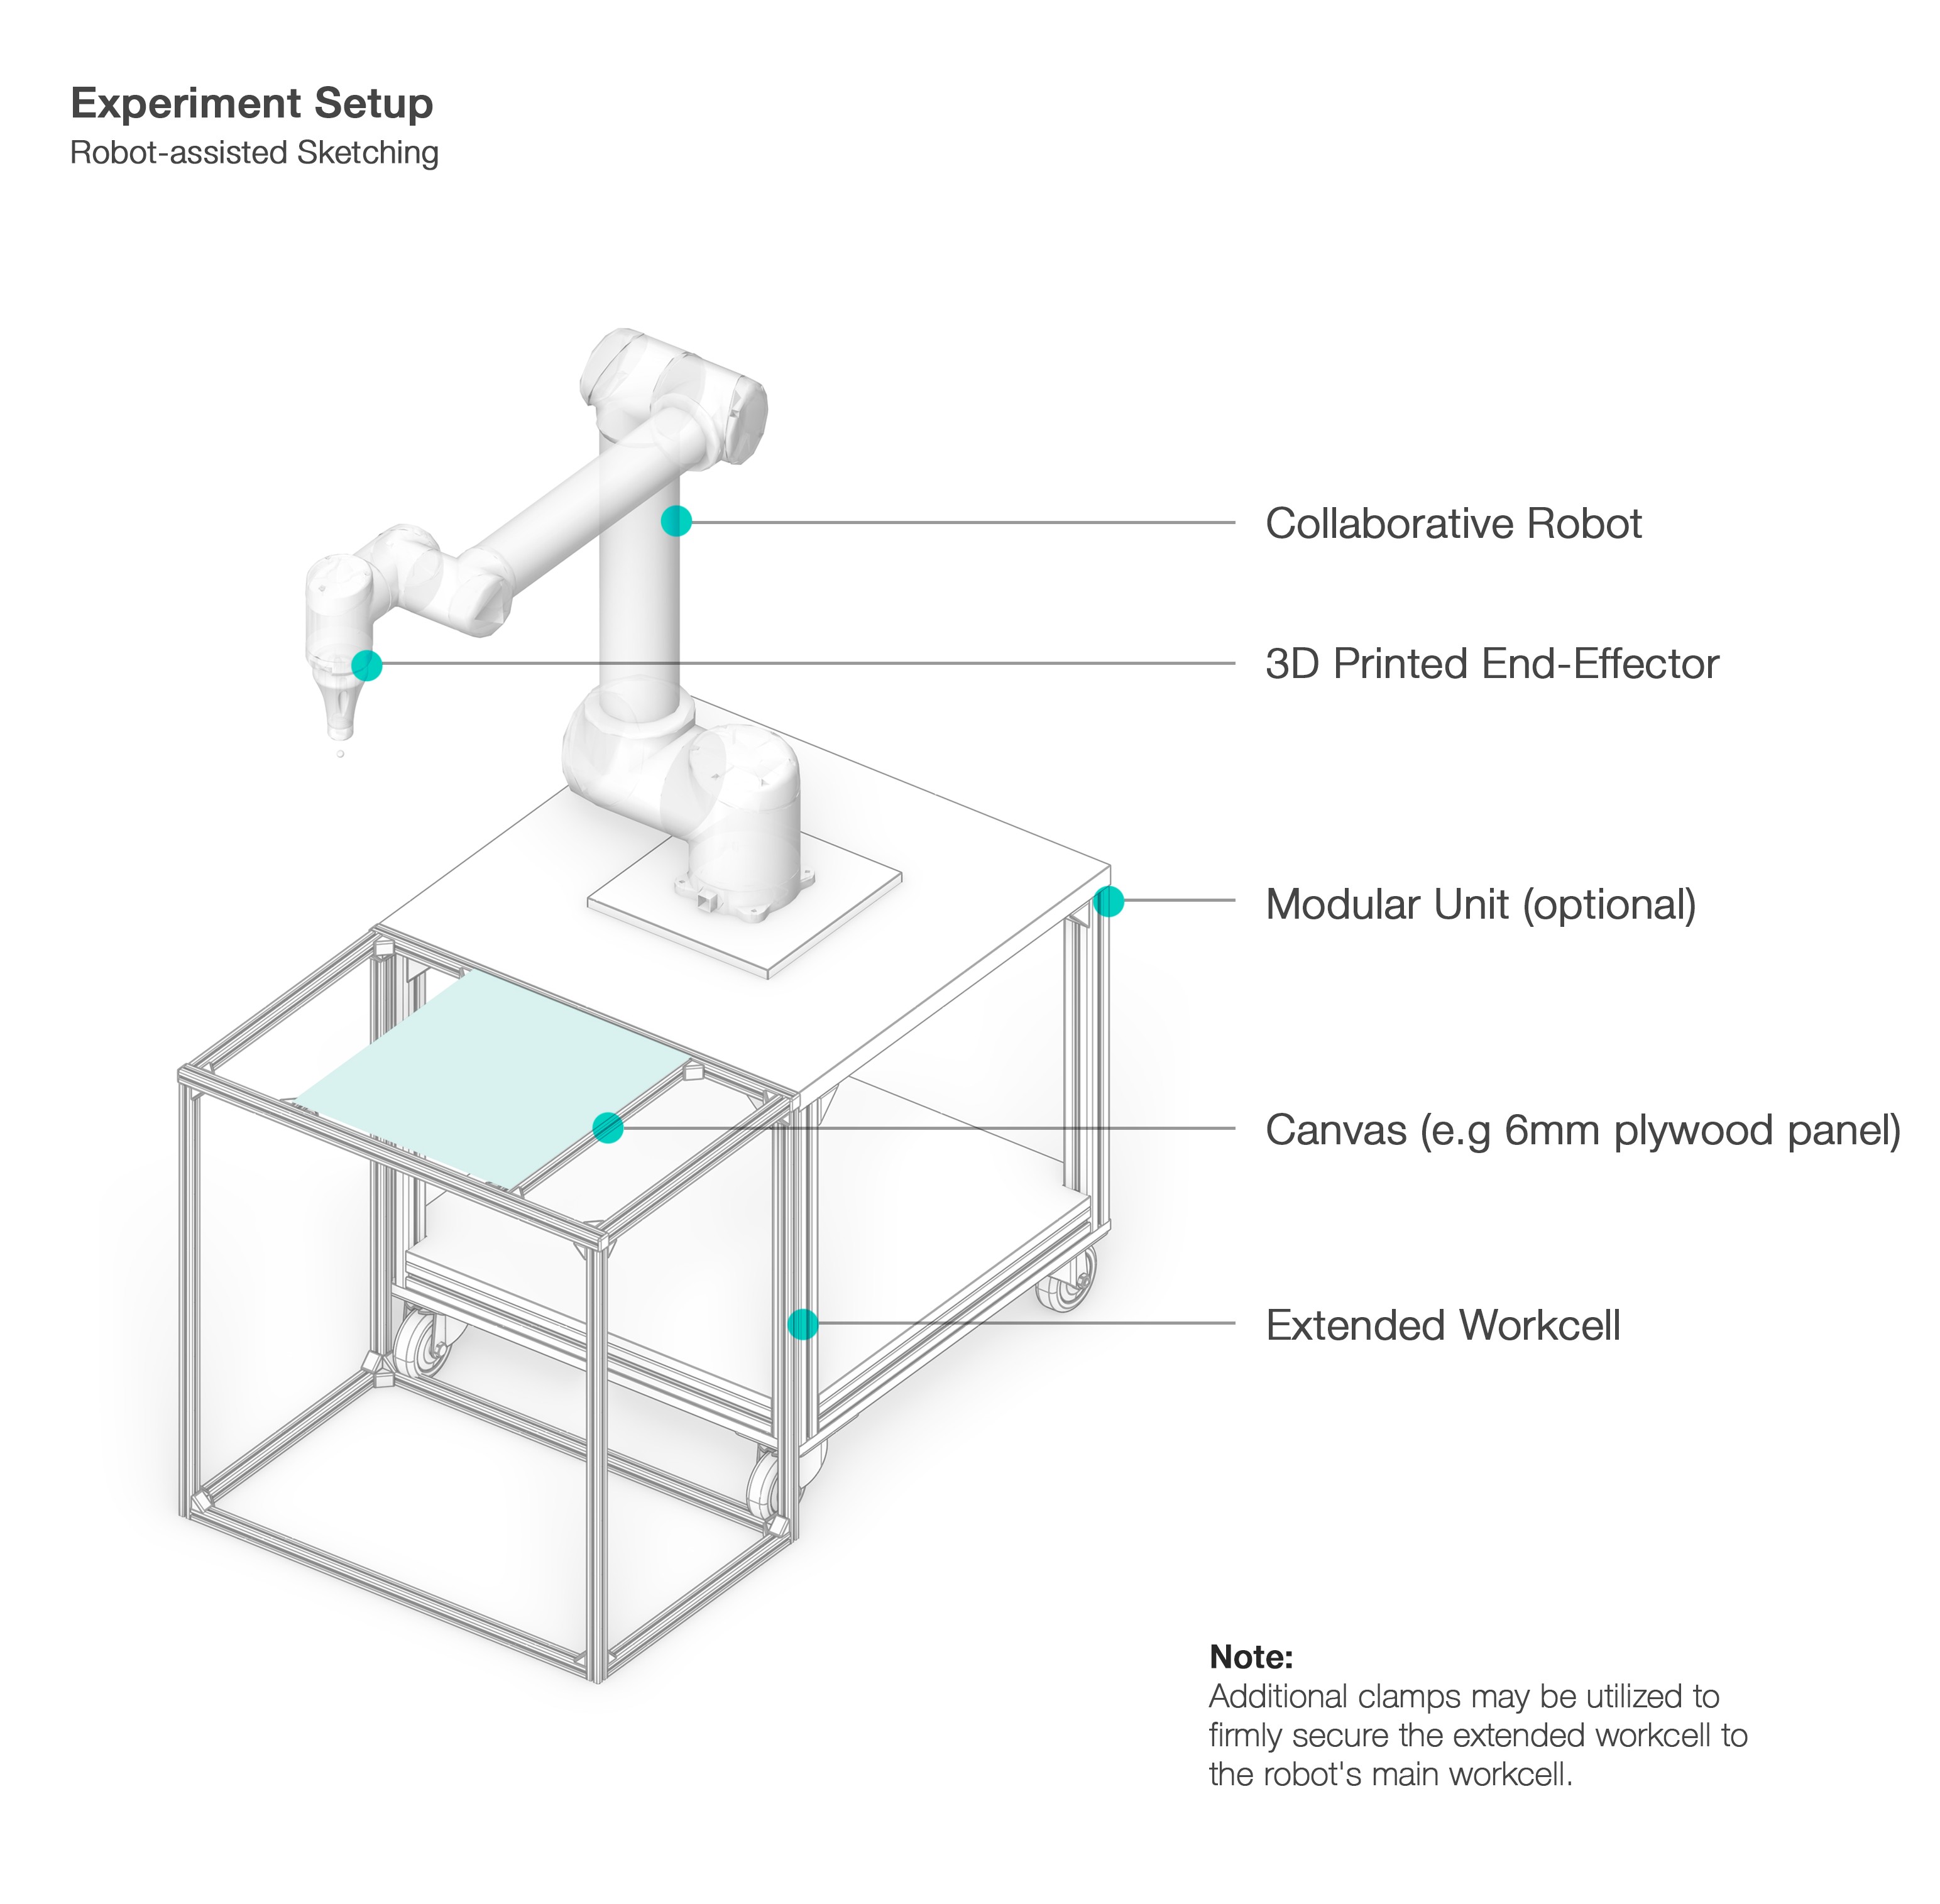 Experiment Setup
Robot-assisted Sketching
Collaborative Robot
3D Printed End-Effector
Modular Unit (optional)
Canvas (e.g 6mm plywood panel)
Extended Workcell
Note:
Additional clamps may be utilized to
firmly secure the extended workcell to
the robot's main workcell.